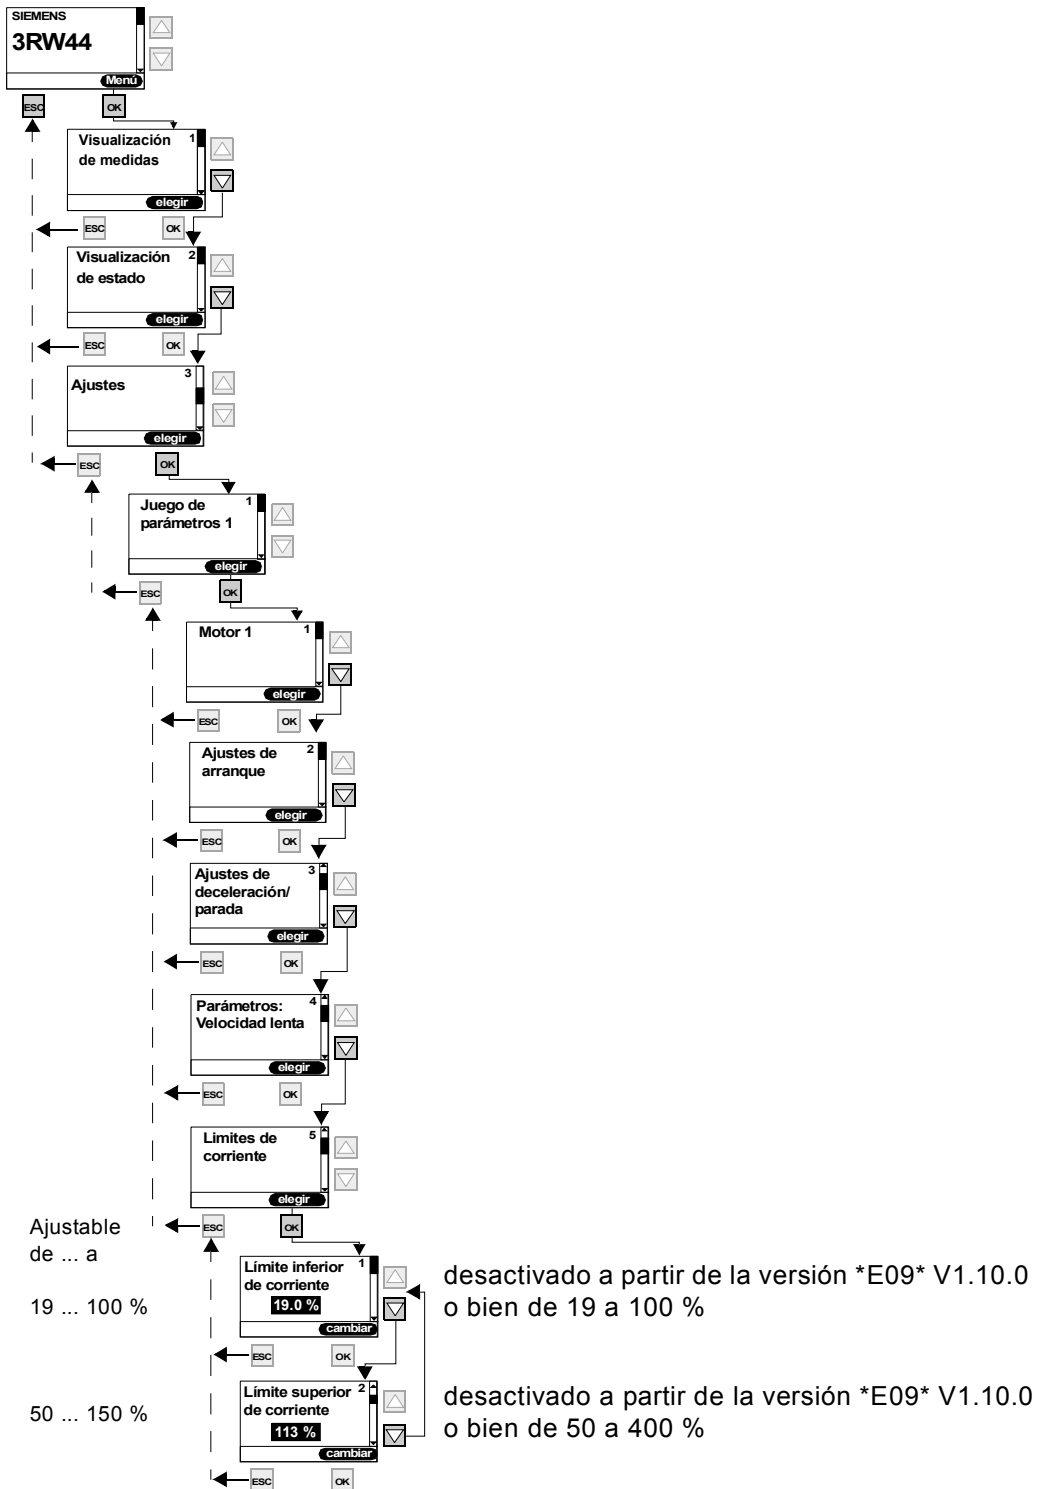 SIEMENS
3RW44
Menú
ESC
OK
Visualización 1
de medidas
elegir
ESC
OK
Visualización 2
de estado
elegir
ESC
OK
3
Ajustes
elegir
ESC
OK
Juego de 1
parámetros 1
elegir
ESC
OK
Motor 1 1
elegir
ESC
OK
Ajustes de 2
arranque
elegir
ESC
OK
Ajustes de 3
deceleración/
parada
elegir
ESC
OK
Parámetros: 4
Velocidad lenta
elegir
ESC
OK
Limites de 5
corriente
elegir
Ajustable
de ... a
ESC
OK
19 ... 100 %
Límite inferior 1
de corriente
19.0 %
cambiar
desactivado a partir de la versión *E09* V1.10.0
o bien de 19 a 100 %
ESC
OK
50 ... 150 %
Límite superior 2
de corriente
113 %
cambiar
desactivado a partir de la versión *E09* V1.10.0
o bien de 50 a 400 %
ESC
OK